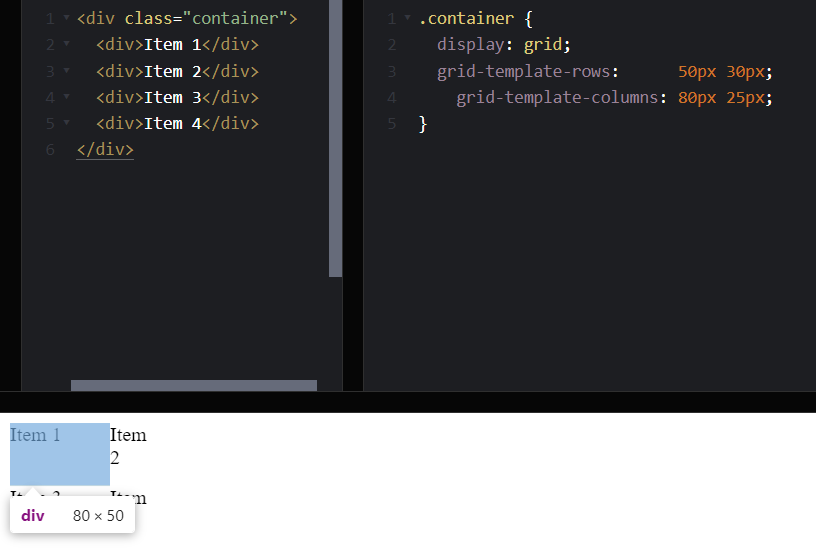 1 <div class="container">
2 <div>Item 1</div>
3 <div>Item 2</div>
4 <div>Item 3</div>
5 <div>Item 4</div>
6 </div>
1 .container {
2 display: grid;
3 grid-template-rows: 50px 30px;
4 grid-template-columns: 80px 25px;
5 }
Item 1 Item
2
Item 3 Item
div 80 × 50